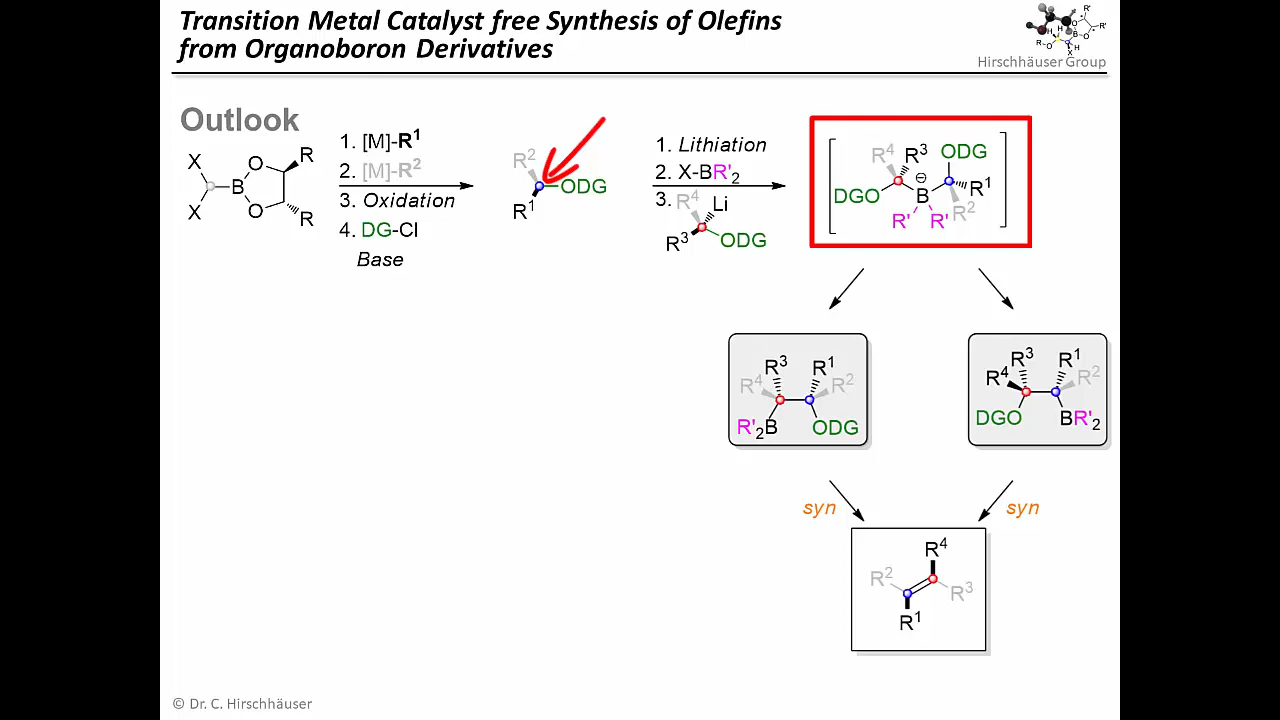 Transition Metal Catalyst free Synthesis of Olefins
from Organoboron Derivatives
Hirschhäuser Group
Outlook
X
X
B
O
O
R
R
1. [M]-R¹
2. [M]-R²
3. Oxidation
4. DG-Cl
Base
R²
ODG
R¹
1. Lithiation
2. X-BR'₂
3.
R⁴
Li
R³
ODG
R⁴
R³
ODG
DGO
⊖
B
R¹
R'
R'
R²
R³
R¹
R⁴
R²
R'₂B
ODG
R³
R¹
R⁴
R²
DGO
BR'₂
syn
syn
R⁴
R²
R³
R¹
© Dr. C. Hirschhäuser